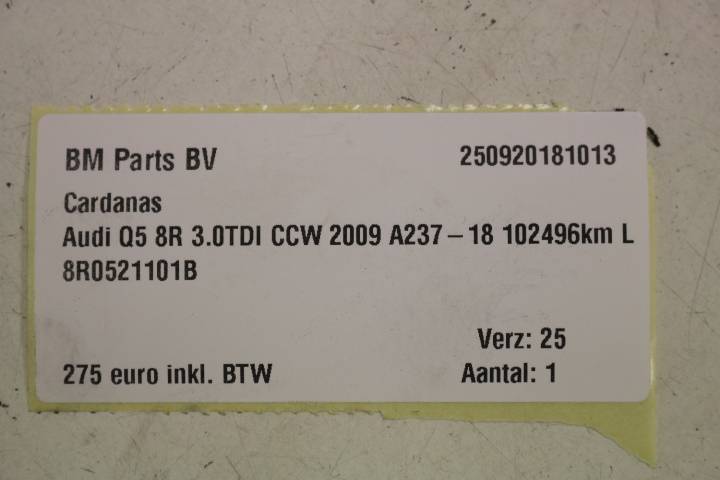 BM Parts BV 250920181013
Cardanas
Audi Q5 8R 3.0TDI CCW 2009 A237-18 102496km L
8R0521101B
Verz: 25
275 euro inkl. BTW Aantal: 1